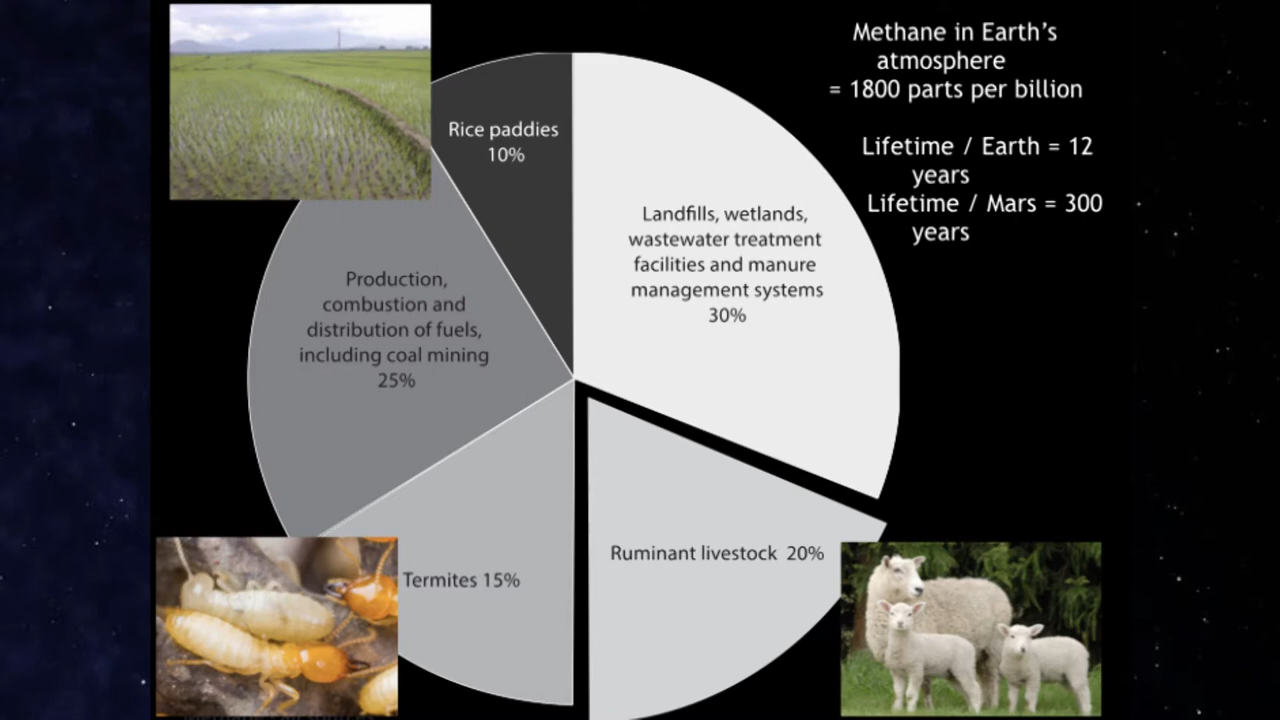 Methane in Earth's
atmosphere
= 1800 parts per billion
Lifetime / Earth = 12
years
Lifetime / Mars = 300
years
Rice paddies
10%
Landfills, wetlands,
wastewater treatment
facilities and manure
management systems
30%
Production,
combustion and
distribution of fuels,
including coal mining
25%
Termites 15%
Ruminant livestock 20%